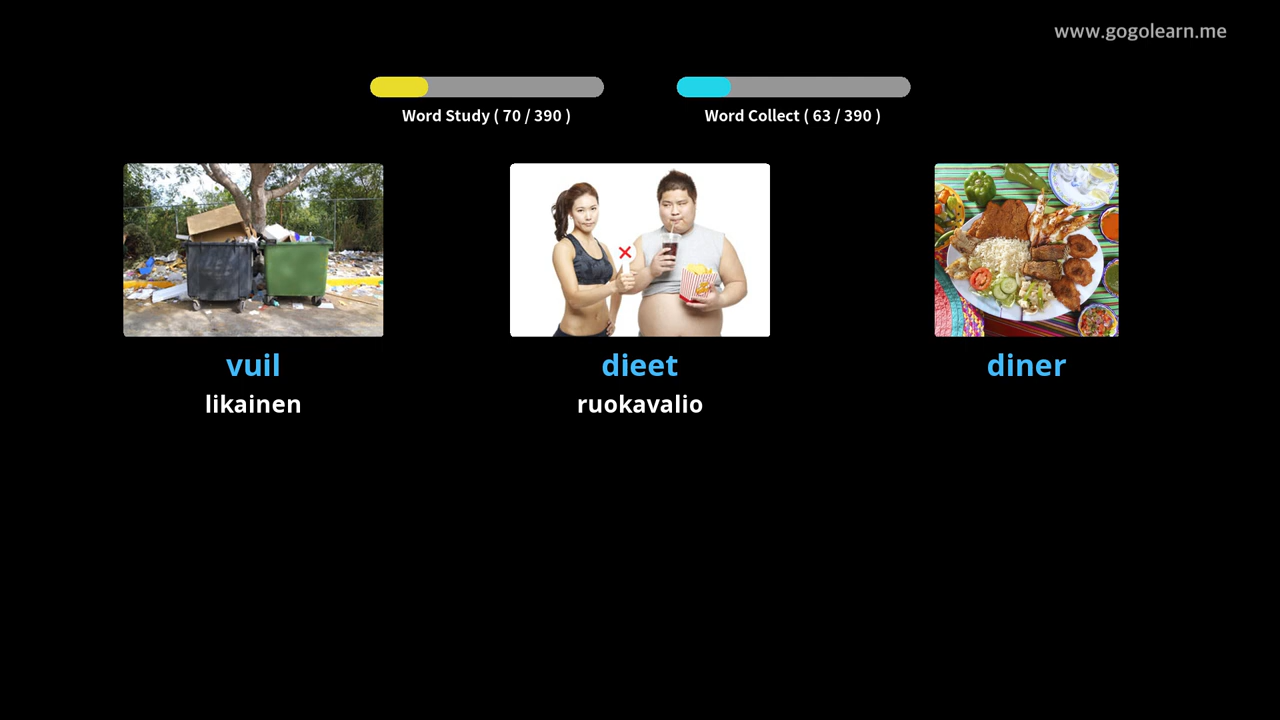 www.gogolearn.me
Word Study ( 70 / 390 )
Word Collect ( 63 / 390 )
vuil
dieet
diner
likainen
ruokavalio